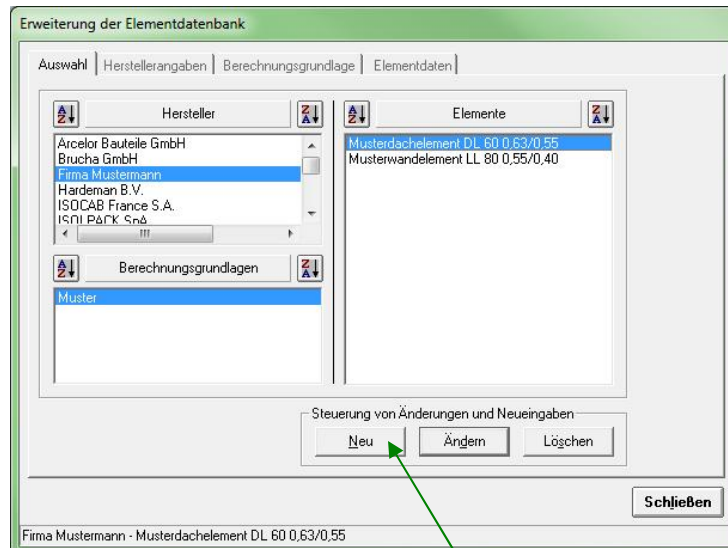 Erweiterung der Elementdatenbank
Auswahl Herstellerangaben Berechnungsgrundlage Elementdaten
Hersteller
Arcelor Bauteile GmbH
Brucha GmbH
Firma Mustermann
Hardeman B.V.
ISOCAB France S.A.
ISOLPACK SpA
Berechnungsgrundlagen
Muster
Elemente
Musterdachelement DL 60 0,63/0,55
Musterwandelement LL 80 0,55/0,40
Steuerung von Änderungen und Neueingaben
Neu Ändern Löschen
Schließen
Firma Mustermann - Musterdachelement DL 60 0,63/0,55